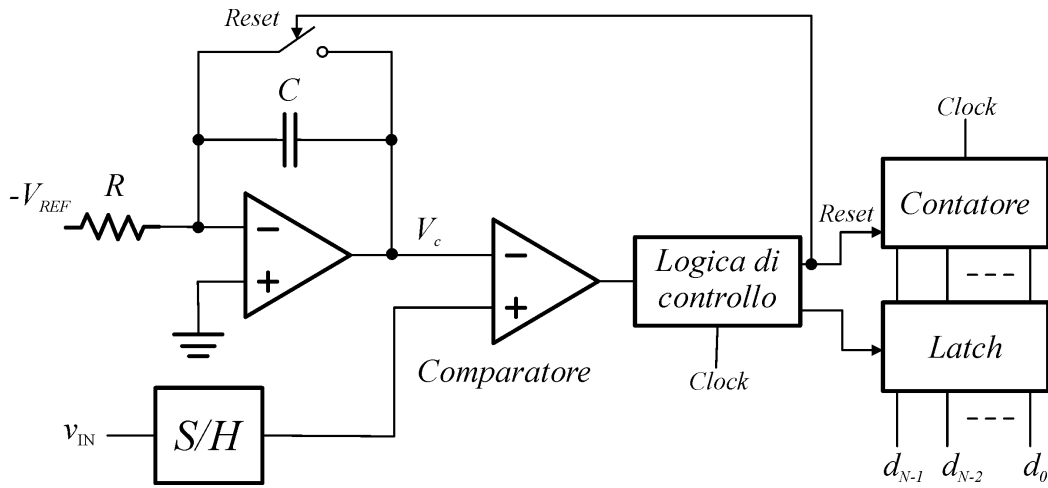 Reset
C
-V_REF
R
V_c
Comparatore
v_IN
S/H
Logica di
controllo
Clock
Clock
Contatore
Reset
Latch
d_N-1
d_N-2
d_0